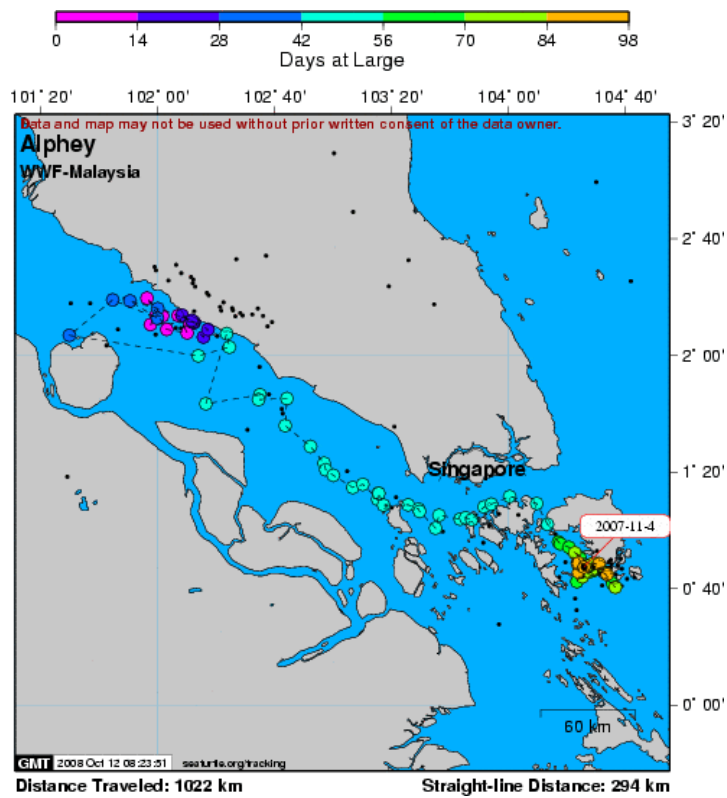 0 14 28 42 56 70 84 98
Days at Large
101°20' 102°00' 102°40' 103°20' 104°00' 104°40'
Data and map may not be used without prior written consent of the data owner.
3°20'
Alphey
WWF-Malaysia
2°40'
2°00'
1°20'
Singapore
2007-11-4
0°40'
0°00'
60 km
GMT 2008 Oct 12 08:23:51 seaturtle.org/tracking
Distance Traveled: 1022 km Straight-line Distance: 294 km